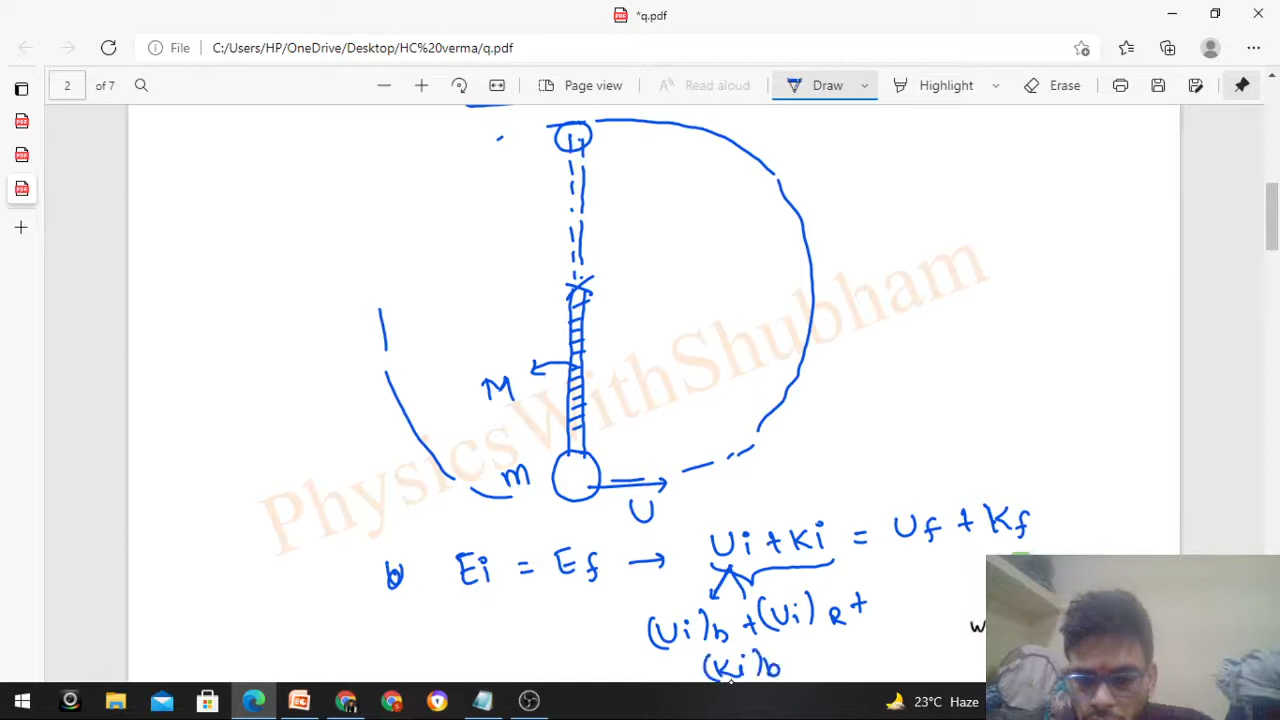 *q.pdf
File C:/Users/HP/OneDrive/Desktop/HC%20verma/q.pdf
2 of 7 Page view Read aloud Draw Highlight Erase
PhysicsWithShubham
M
m
U
b) Ei = Ef → Ui + Ki = Uf + Kf
(Ui)b + (Ui)R +
(Ki)b
23°C Haze